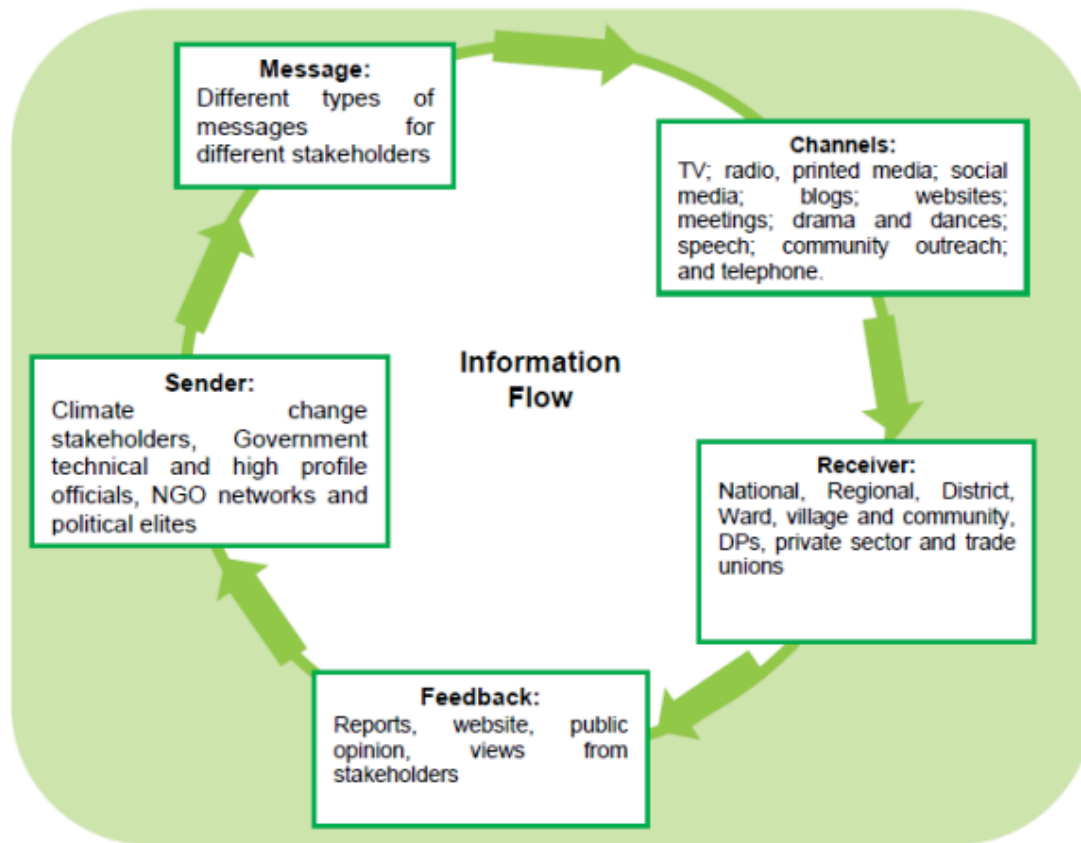 Message:
Different types of
messages for
different stakeholders
Channels:
TV; radio, printed media; social
media; blogs; websites;
meetings; drama and dances;
speech; community outreach;
and telephone.
Information
Flow
Sender:
Climate change
stakeholders, Government
technical and high profile
officials, NGO networks and
political elites
Receiver:
National, Regional, District,
Ward, village and community,
DPs, private sector and trade
unions
Feedback:
Reports, website, public
opinion, views from
stakeholders